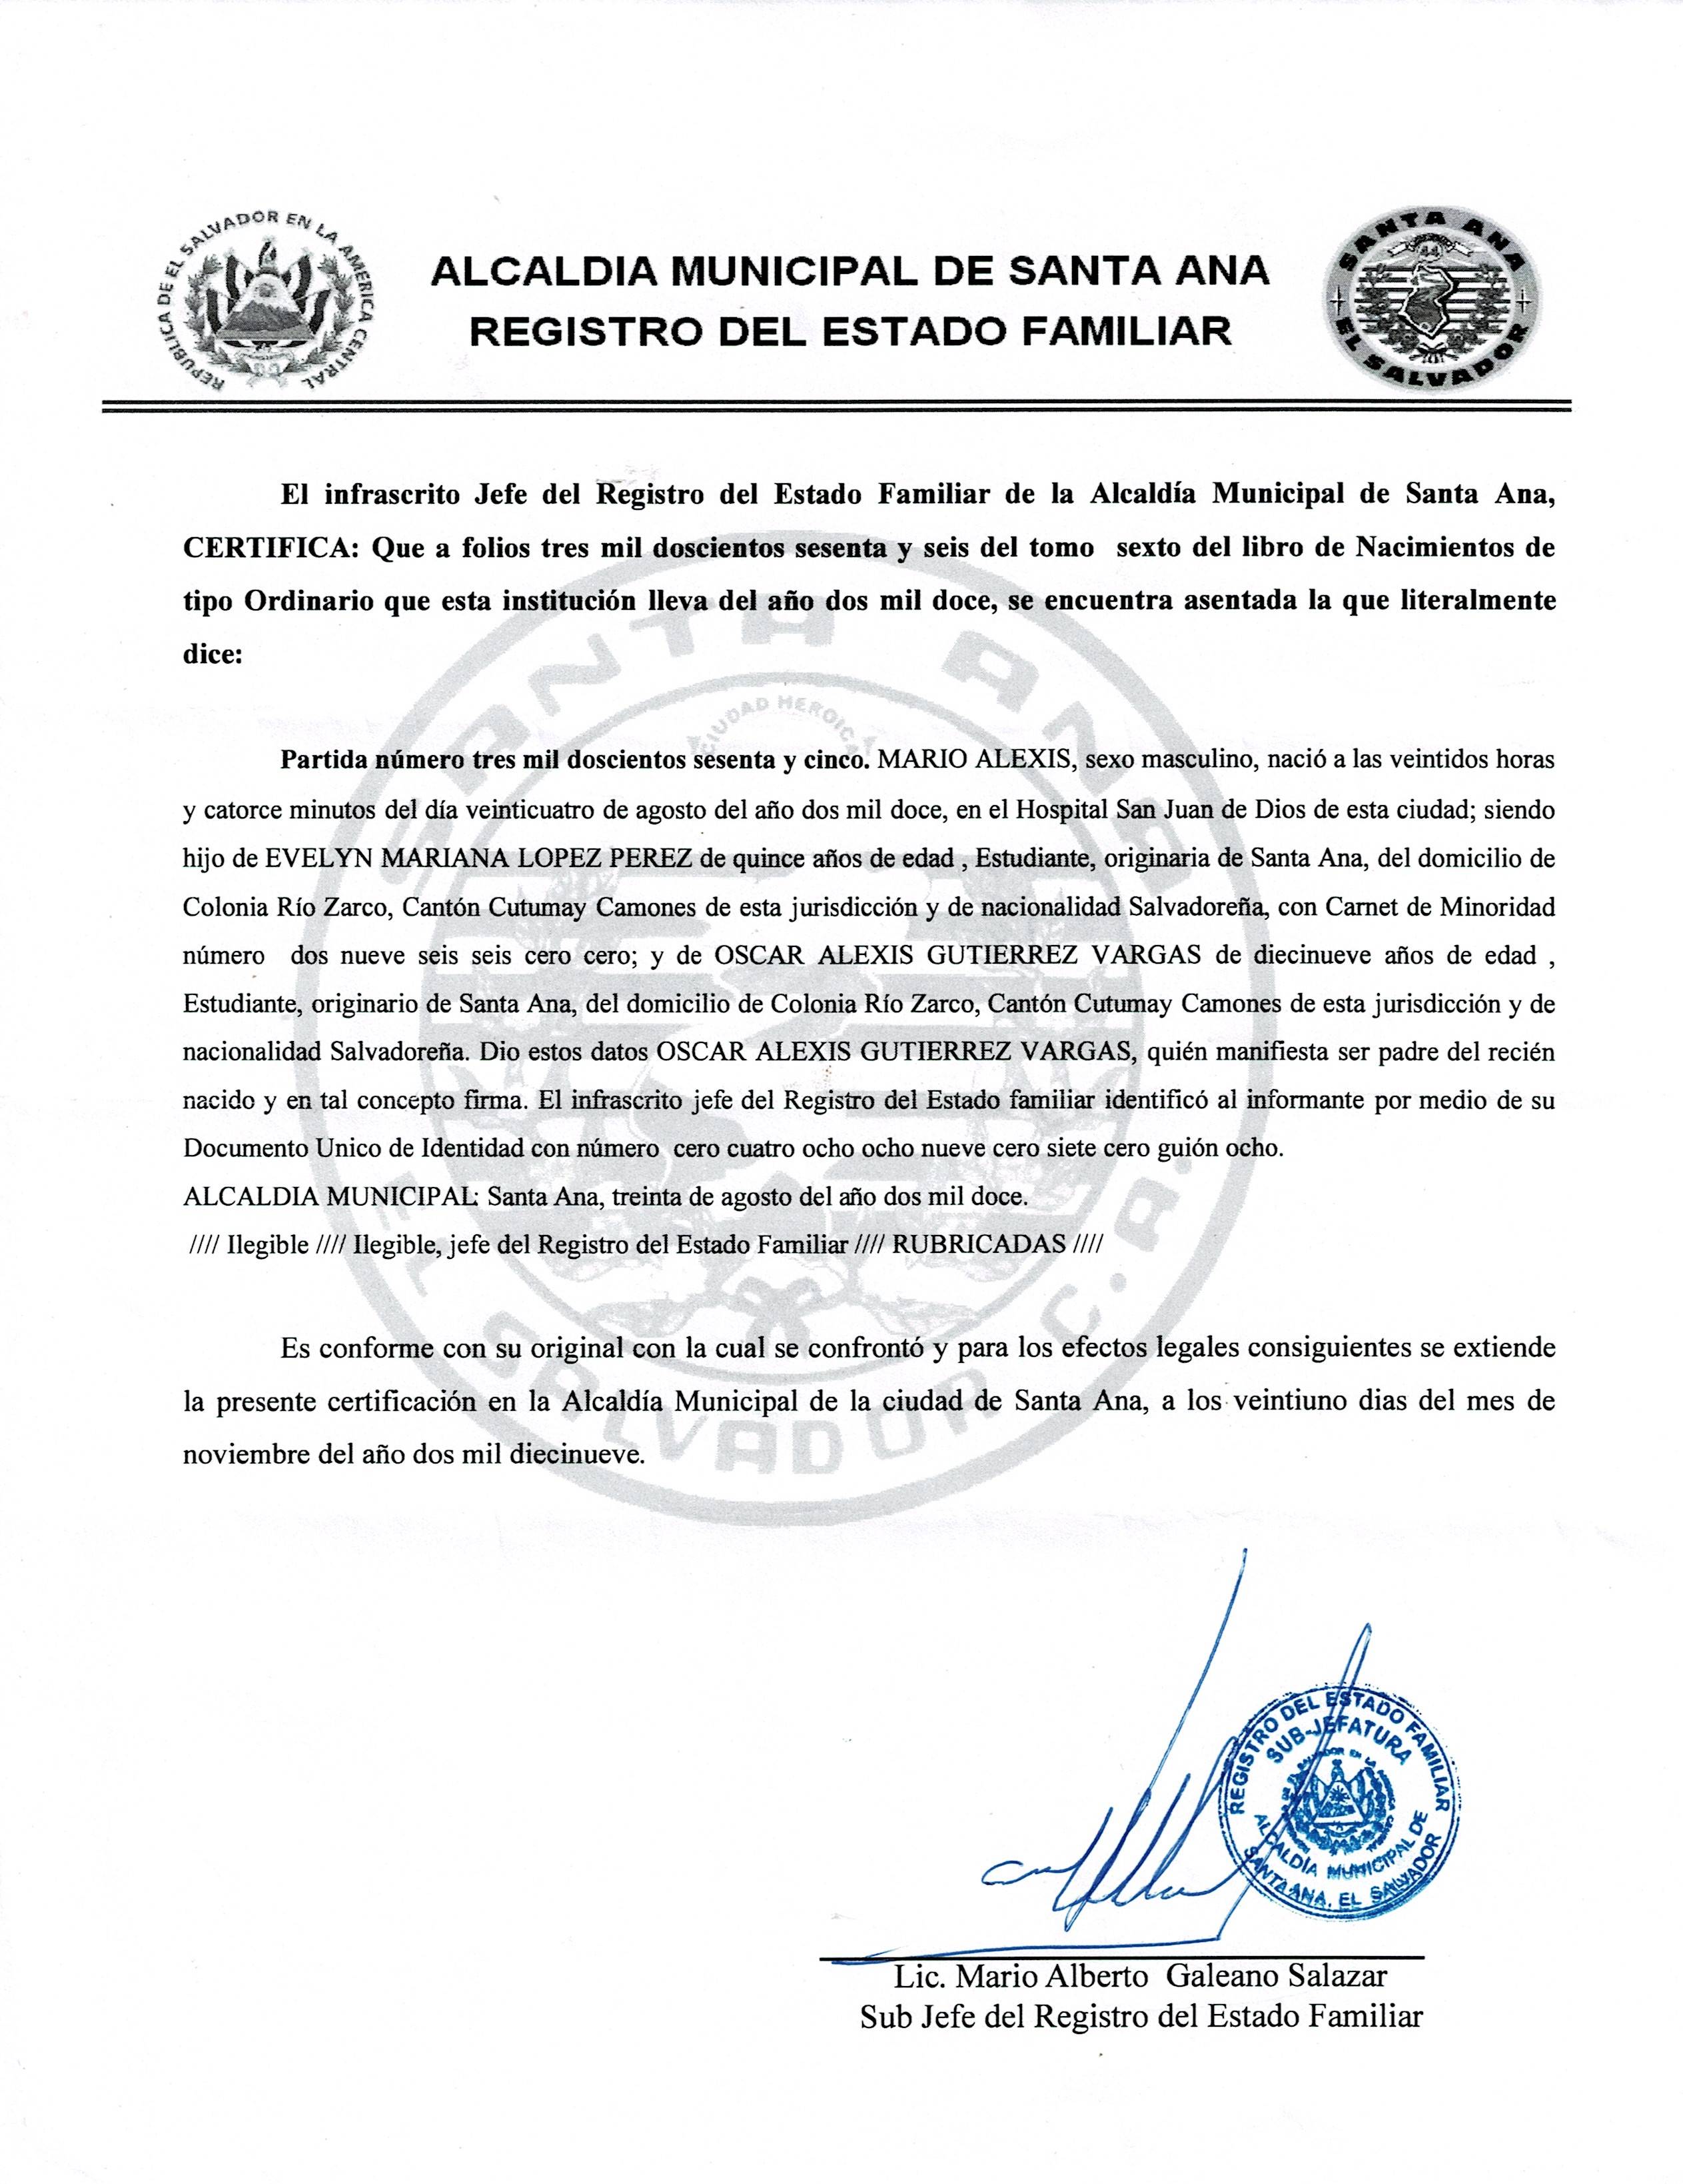 REPUBLICA DE EL SALVADOR EN LA AMERICA CENTRAL
ALCALDIA MUNICIPAL DE SANTA ANA
REGISTRO DEL ESTADO FAMILIAR
SANTA ANA
EL SALVADOR
El infrascrito Jefe del Registro del Estado Familiar de la Alcaldía Municipal de Santa Ana,
CERTIFICA: Que a folios tres mil doscientos sesenta y seis del tomo sexto del libro de Nacimientos de
tipo Ordinario que esta institución lleva del año dos mil doce, se encuentra asentada la que literalmente
dice:
SANTA ANA
CIUDAD HEROICA
EL SALVADOR C.A.
Partida número tres mil doscientos sesenta y cinco. MARIO ALEXIS, sexo masculino, nació a las veintidos horas
y catorce minutos del día veinticuatro de agosto del año dos mil doce, en el Hospital San Juan de Dios de esta ciudad; siendo
hijo de EVELYN MARIANA LOPEZ PEREZ de quince años de edad , Estudiante, originaria de Santa Ana, del domicilio de
Colonia Río Zarco, Cantón Cutumay Camones de esta jurisdicción y de nacionalidad Salvadoreña, con Carnet de Minoridad
número dos nueve seis seis cero cero; y de OSCAR ALEXIS GUTIERREZ VARGAS de diecinueve años de edad ,
Estudiante, originario de Santa Ana, del domicilio de Colonia Río Zarco, Cantón Cutumay Camones de esta jurisdicción y de
nacionalidad Salvadoreña. Dio estos datos OSCAR ALEXIS GUTIERREZ VARGAS, quién manifiesta ser padre del recién
nacido y en tal concepto firma. El infrascrito jefe del Registro del Estado familiar identificó al informante por medio de su
Documento Unico de Identidad con número cero cuatro ocho ocho nueve cero siete cero guión ocho.
ALCALDIA MUNICIPAL: Santa Ana, treinta de agosto del año dos mil doce.
//// Ilegible //// Ilegible, jefe del Registro del Estado Familiar //// RUBRICADAS ////
Es conforme con su original con la cual se confrontó y para los efectos legales consiguientes se extiende
la presente certificación en la Alcaldía Municipal de la ciudad de Santa Ana, a los veintiuno dias del mes de
noviembre del año dos mil diecinueve.
REGISTRO DEL ESTADO FAMILIAR
SUB-JEFATURA
ALCALDÍA MUNICIPAL DE
SANTA ANA, EL SALVADOR
Lic. Mario Alberto Galeano Salazar
Sub Jefe del Registro del Estado Familiar